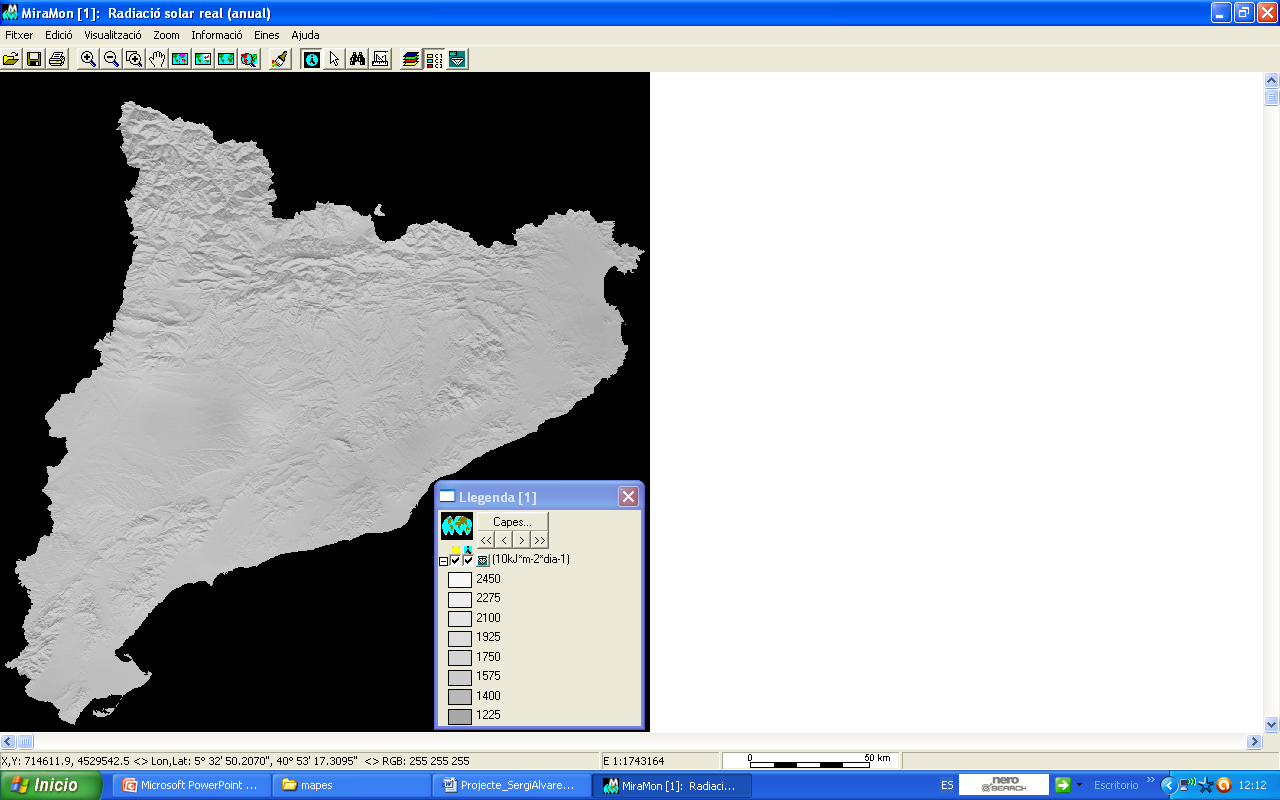 MiraMon [1]: Radiació solar real (anual)
Fitxer Edició Visualització Zoom Informació Eines Ajuda
Llegenda [1]
Capes...
<< < > >>
(10kJ*m-2*dia-1)
2450
2275
2100
1925
1750
1575
1400
1225
X,Y: 714611.9, 4529542.5 <> Lon,Lat: 5° 32' 50.2070", 40° 53' 17.3095" <> RGB: 255 255 255
E 1:1743164
0 50 km
Inicio
Microsoft PowerPoint ...
mapes
Projecte_SergiAlvare...
MiraMon [1]: Radiaci...
ES
nero
SEARCH
Escritorio
12:12